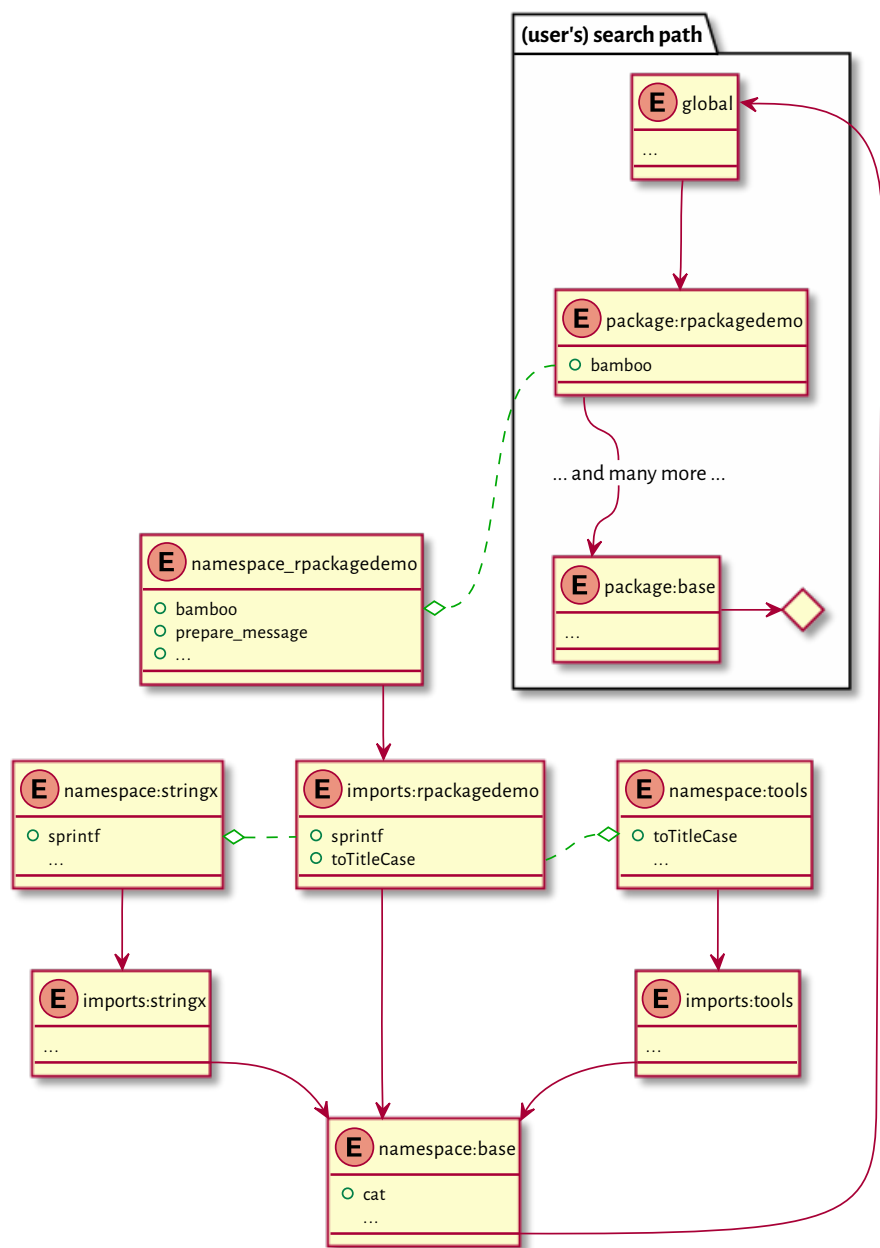 (user's) search path
E global
...
E package:rpackagedemo
bamboo
... and many more ...
E namespace_rpackagedemo
bamboo
prepare_message
...
E package:base
...
E namespace:stringx
sprintf
...
E imports:rpackagedemo
sprintf
toTitleCase
E namespace:tools
toTitleCase
...
E imports:stringx
...
E imports:tools
...
E namespace:base
cat
...